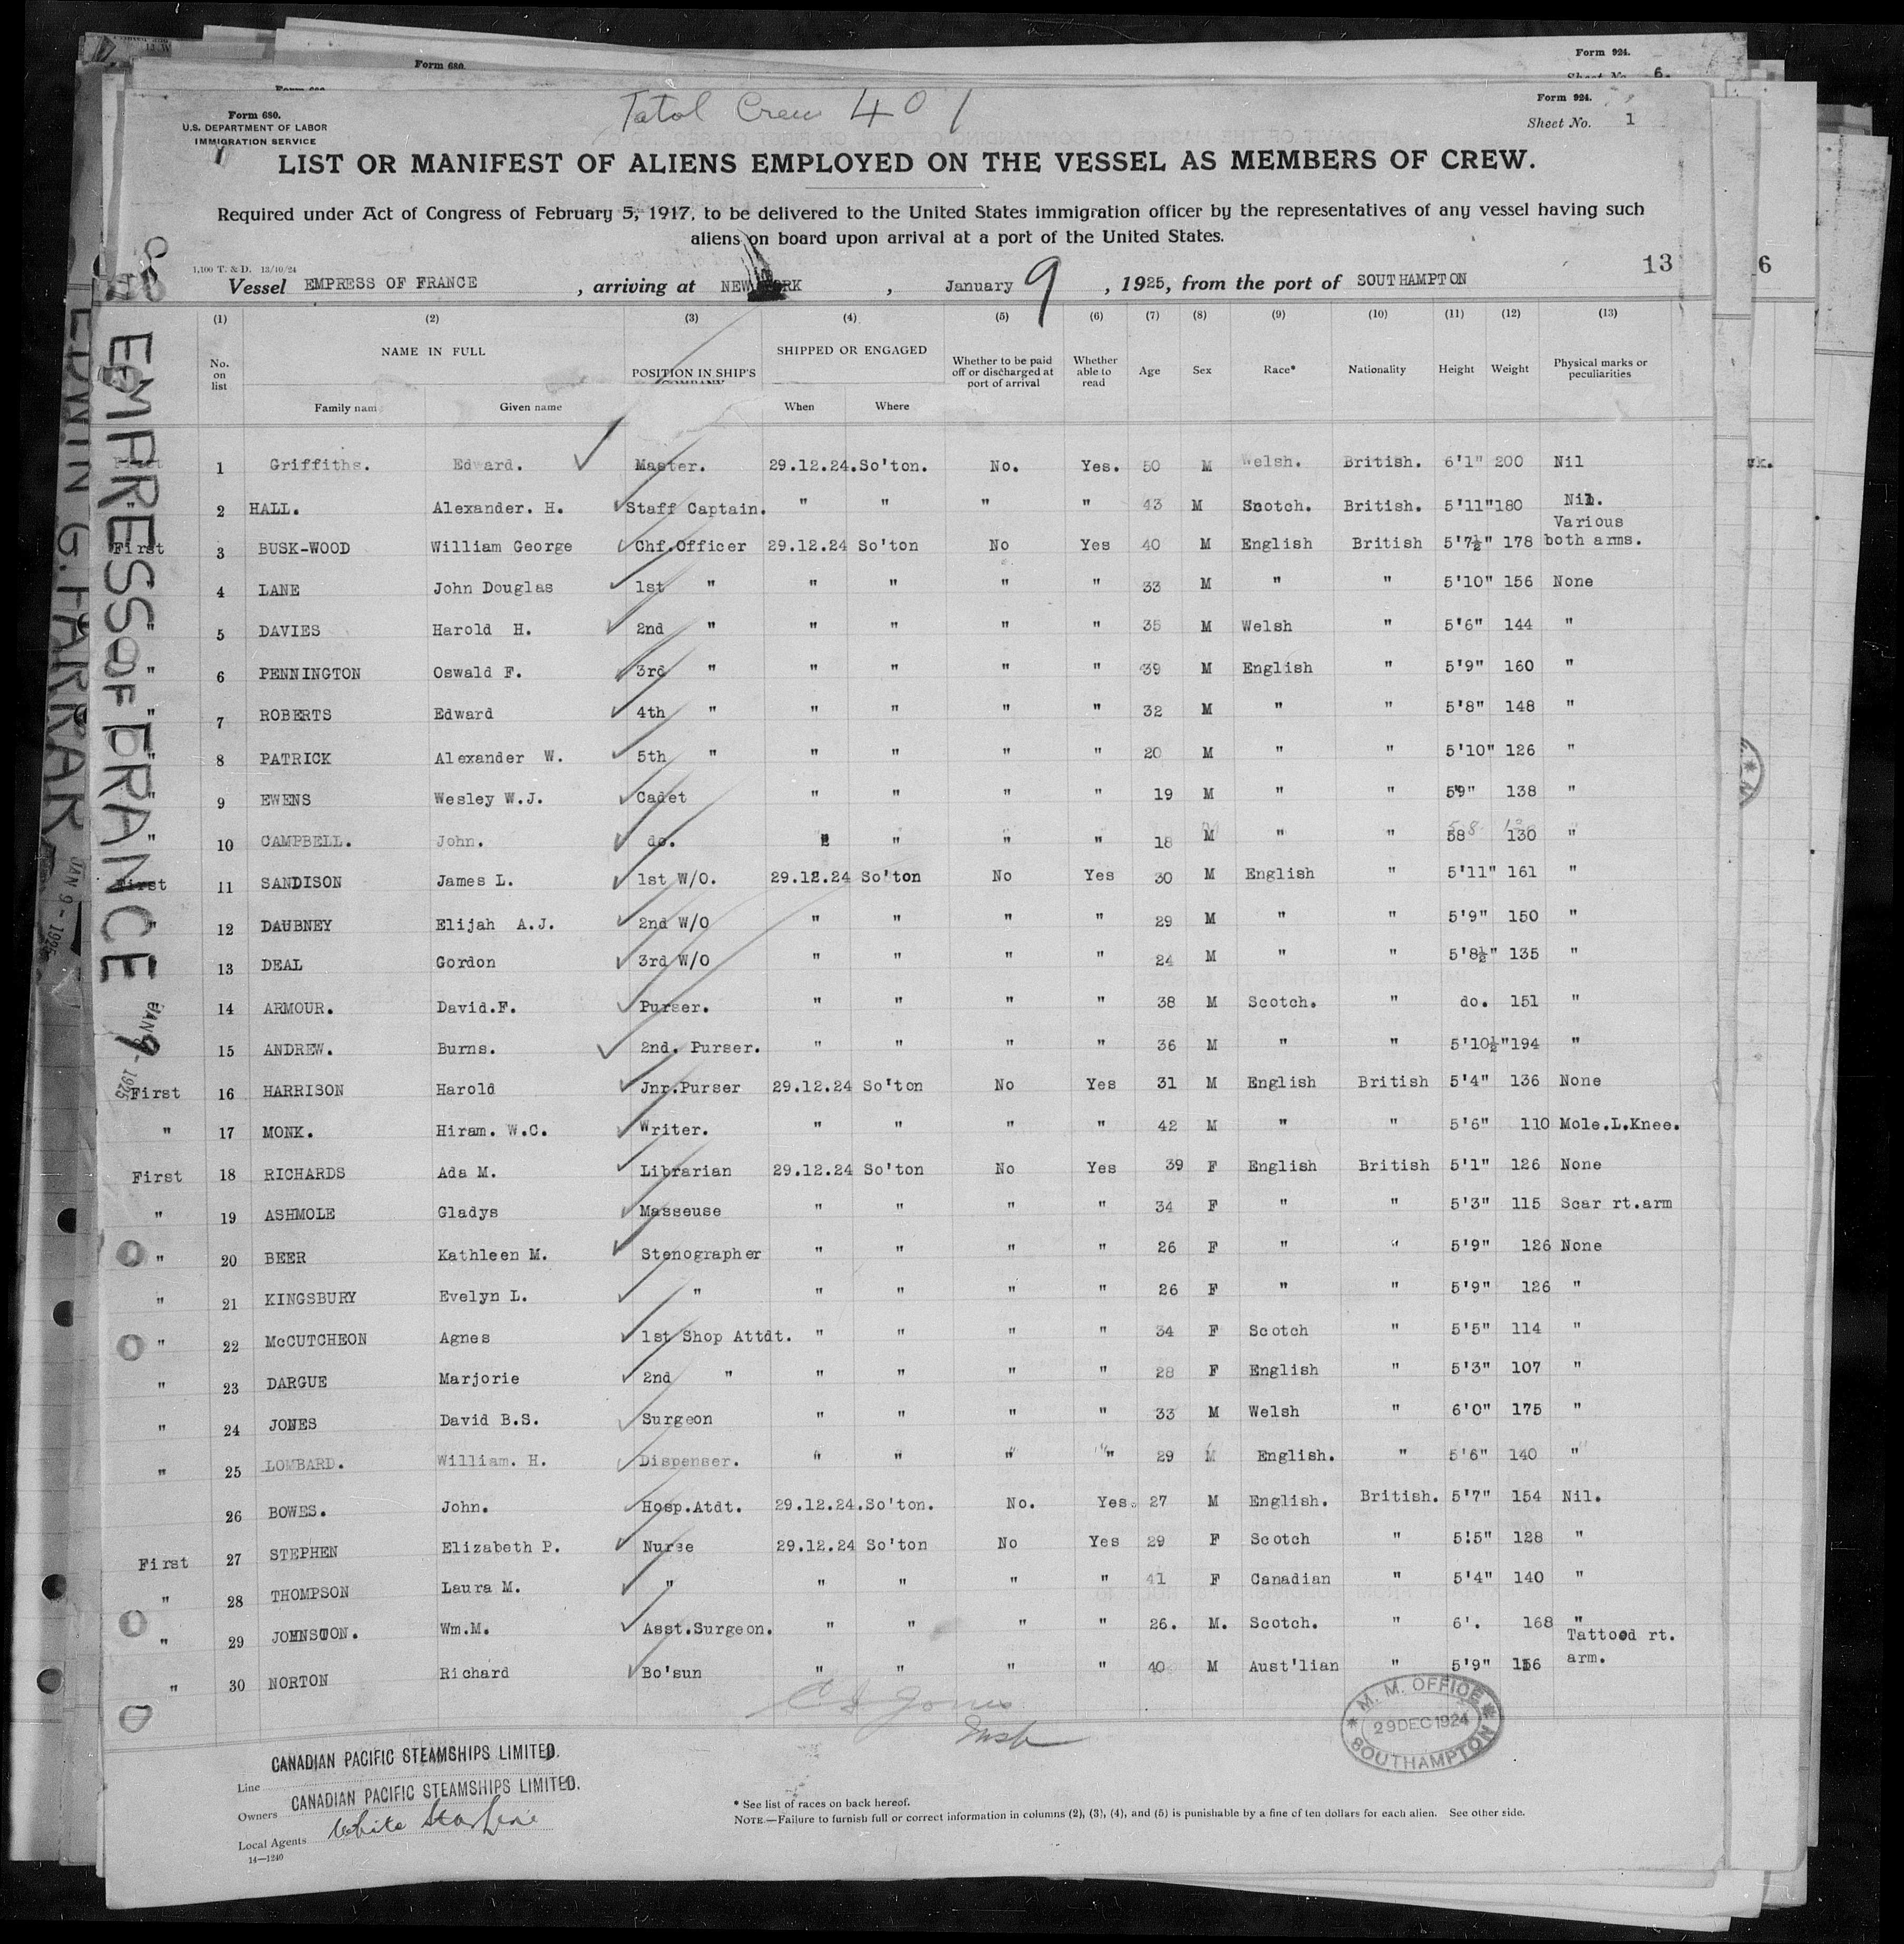 Form 924.
Sheet No. 6.
Form 680.
Form 680.
U.S. DEPARTMENT OF LABOR
IMMIGRATION SERVICE
Total Crew 401
Form 924.
Sheet No. 1
LIST OR MANIFEST OF ALIENS EMPLOYED ON THE VESSEL AS MEMBERS OF CREW.
Required under Act of Congress of February 5, 1917, to be delivered to the United States immigration officer by the representatives of any vessel having such
aliens on board upon arrival at a port of the United States.
1,100 T. & D. 13/10/24
13
6
Vessel EMPRESS OF FRANCE , arriving at NEW YORK , January 9 , 1925, from the port of SOUTHAMPTON
(1) (2) (3) (4) (5) (6) (7) (8) (9) (10) (11) (12) (13)
No. on list NAME IN FULL POSITION IN SHIP'S COMPANY SHIPPED OR ENGAGED Whether to be paid off or discharged at port of arrival Whether able to read Age Sex Race* Nationality Height Weight Physical marks or peculiarities
Family name Given name When Where
1 Griffiths. Edward. Master. 29.12.24. So'ton. No. Yes. 50 M Welsh. British. 6'1" 200 Nil
2 HALL. Alexander. H. Staff Captain. " " " " 43 M Scotch. British. 5'11" 180 Nil.
First 3 BUSK-WOOD William George Chf.Officer 29.12.24 So'ton No Yes 40 M English British 5'7½" 178 Various both arms.
" 4 LANE John Douglas 1st " " " " " 33 M " " 5'10" 156 None
" 5 DAVIES Harold H. 2nd " " " " " 35 M Welsh " 5'6" 144 "
" 6 PENNINGTON Oswald F. 3rd " " " " " 39 M English " 5'9" 160 "
" 7 ROBERTS Edward 4th " " " " " 32 M " " 5'8" 148 "
" 8 PATRICK Alexander W. 5th " " " " " 20 M " " 5'10" 126 "
" 9 EWENS Wesley W.J. Cadet " " " " 19 M " " 5'9" 138 "
" 10 CAMPBELL. John. do. " " " " 18 M " " 58 130 "
First 11 SANDISON James L. 1st W/O. 29.12.24 So'ton No Yes 30 M English " 5'11" 161 "
" 12 DAUBNEY Elijah A.J. 2nd W/O " " " " 29 M " " 5'9" 150 "
13 DEAL Gordon 3rd W/O " " " " 24 M " " 5'8½" 135 "
14 ARMOUR. David.F. Purser. " " " " 38 M Scotch. " do. 151 "
15 ANDREW. Burns. 2nd. Purser. " " " " 36 M " " 5'10½" 194 "
First 16 HARRISON Harold Jnr.Purser 29.12.24 So'ton No Yes 31 M English British 5'4" 136 None
" 17 MONK. Hiram. W.C. Writer. " " " " 42 M " " 5'6" 110 Mole.L.Knee.
First 18 RICHARDS Ada M. Librarian 29.12.24 So'ton No Yes 39 F English British 5'1" 126 None
" 19 ASHMOLE Gladys Masseuse " " " " 34 F " " 5'3" 115 Scar rt.arm
" 20 BEER Kathleen M. Stenographer " " " " 26 F " " 5'9" 126 None
" 21 KINGSBURY Evelyn L. " " " " " 26 F " " 5'9" 126 "
" 22 McCUTCHEON Agnes 1st Shop Attdt. " " " " 34 F Scotch " 5'5" 114 "
" 23 DARGUE Marjorie 2nd " " " " " 28 F English " 5'3" 107 "
" 24 JONES David B.S. Surgeon " " " " 33 M Welsh " 6'0" 175 "
" 25 LOMBARD. William. H. Dispenser. " " " " 29 M English. " 5'6" 140 "
26 BOWES. John. Hosp.Atdt. 29.12.24. So'ton. No. Yes. 27 M English. British. 5'7" 154 Nil.
First 27 STEPHEN Elizabeth P. Nurse 29.12.24 So'ton No Yes 29 F Scotch " 5'5" 128 "
" 28 THOMPSON Laura M. " " " " " 41 F Canadian " 5'4" 140 "
" 29 JOHNSTON. Wm.M. Asst.Surgeon. " " " " 26. M. Scotch. " 6'. 168 "
" 30 NORTON Richard Bo'sun " " " " 40 M Aust'lian " 5'9" Tattood rt. arm.
M. M. OFFICE
29 DEC 1924
SOUTHAMPTON
Line CANADIAN PACIFIC STEAMSHIPS LIMITED.
Owners CANADIAN PACIFIC STEAMSHIPS LIMITED.
Local Agents White Star Line
14—1240
* See list of races on back hereof.
NOTE.—Failure to furnish full or correct information in columns (2), (3), (4), and (5) is punishable by a fine of ten dollars for each alien. See other side.
EMPRESS OF FRANCE
JAN 9 - 1925
EDWIN G. FARRAR
JAN 9 - 1925